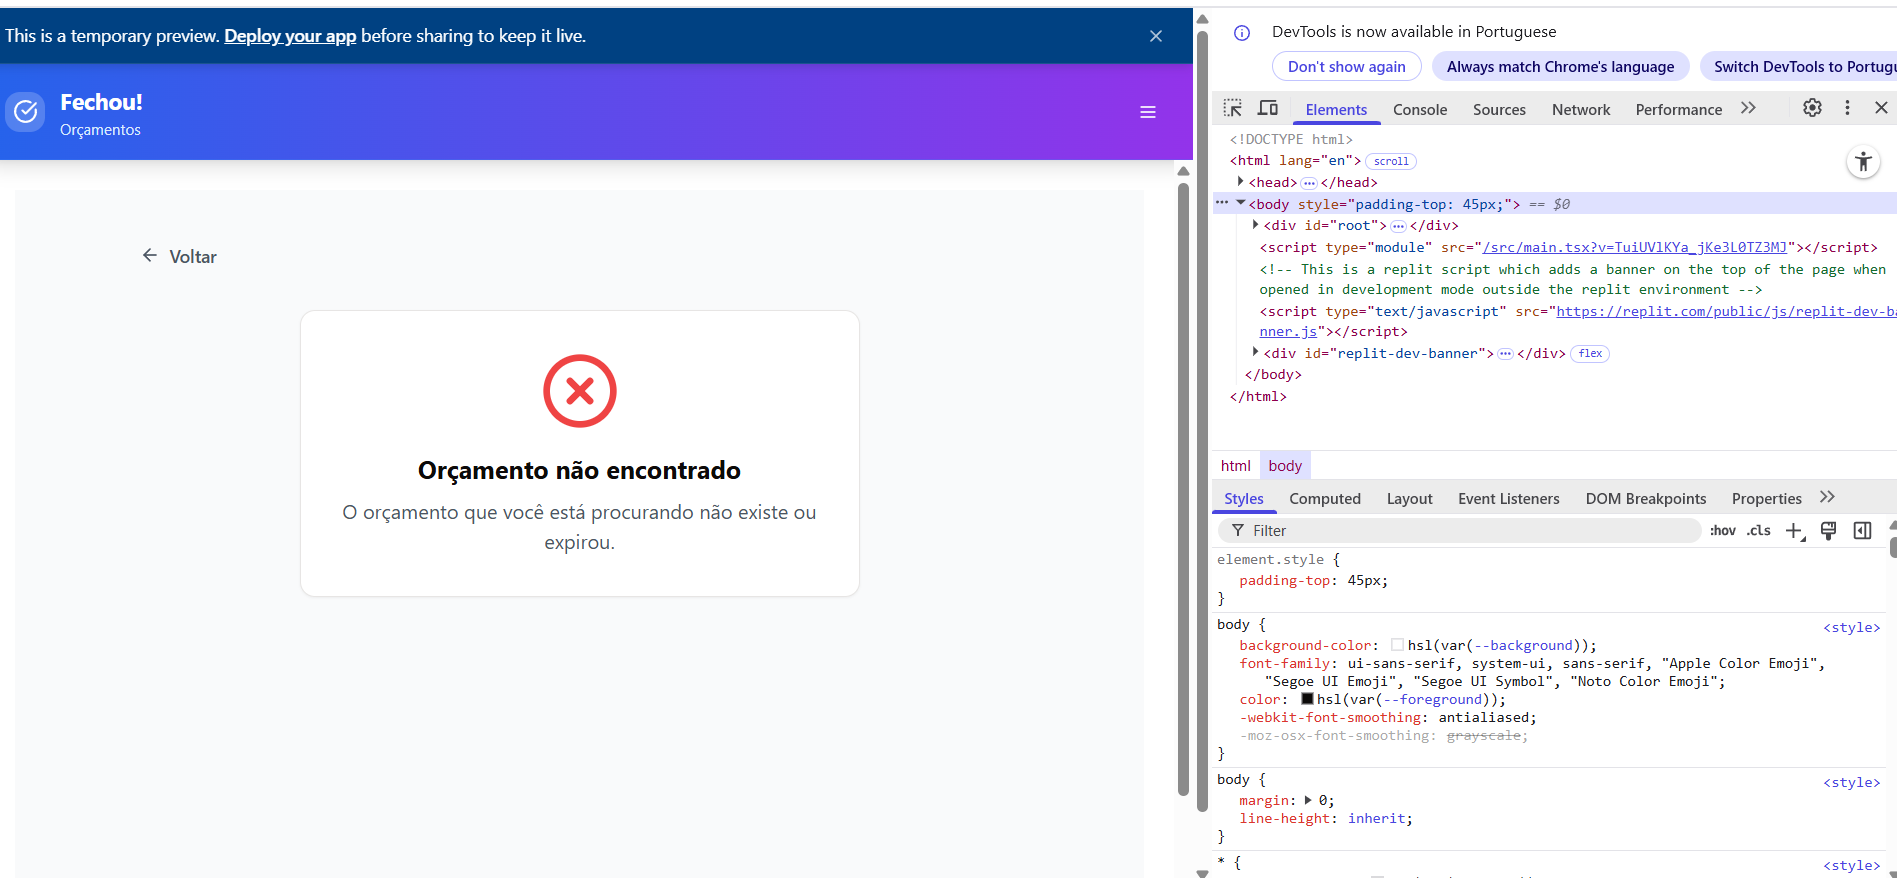 This is a temporary preview. Deploy your app before sharing to keep it live.
Fechou!
Orçamentos
Voltar
Orçamento não encontrado
O orçamento que você está procurando não existe ou
expirou.
DevTools is now available in Portuguese
Don't show again
Always match Chrome's language
Switch DevTools to Portugu
Elements
Console
Sources
Network
Performance
<!DOCTYPE html>
<html lang="en"> scroll
<head> </head>
<body style="padding-top: 45px;"> == $0
<div id="root"> </div>
<script type="module" src="/src/main.tsx?v=TuiUVlKYa_jKe3L0TZ3MJ"></script>
<!-- This is a replit script which adds a banner on the top of the page when
opened in development mode outside the replit environment -->
<script type="text/javascript" src="https://replit.com/public/js/replit-dev-ba
nner.js"></script>
<div id="replit-dev-banner"> </div> flex
</body>
</html>
html
body
Styles
Computed
Layout
Event Listeners
DOM Breakpoints
Properties
Filter
:hov .cls
element.style {
padding-top: 45px;
}
body {
<style>
background-color: hsl(var(--background));
font-family: ui-sans-serif, system-ui, sans-serif, "Apple Color Emoji",
"Segoe UI Emoji", "Segoe UI Symbol", "Noto Color Emoji";
color: hsl(var(--foreground));
-webkit-font-smoothing: antialiased;
-moz-osx-font-smoothing: grayscale;
}
body {
<style>
margin: 0;
line-height: inherit;
}
* {
<style>